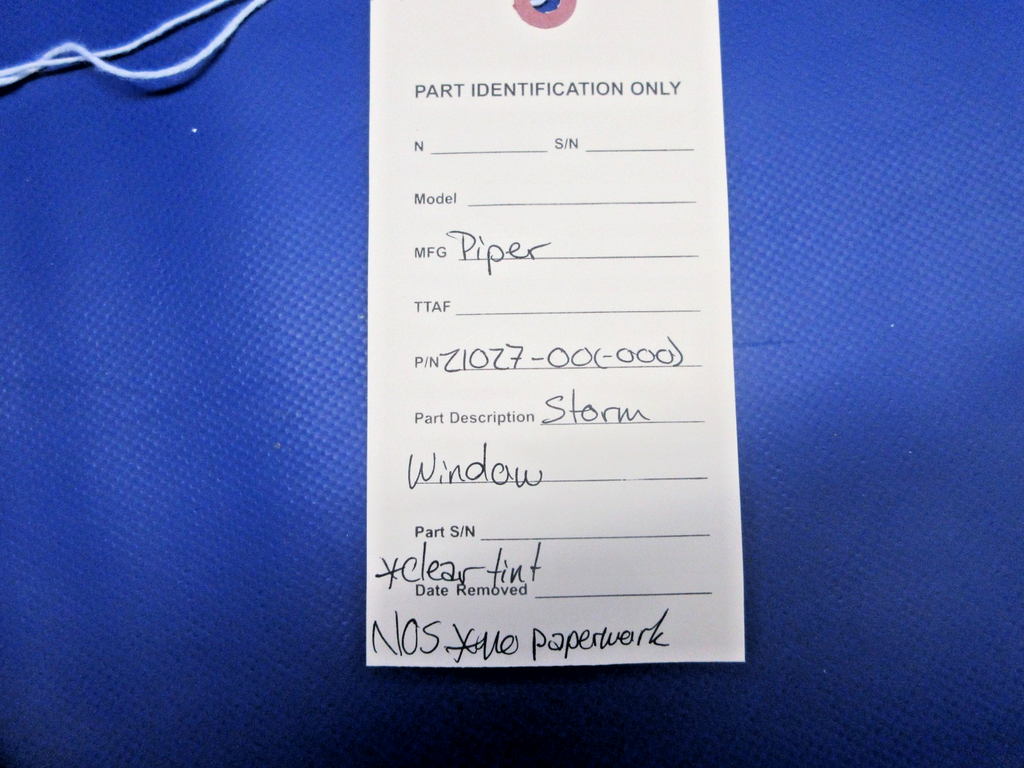 PART IDENTIFICATION ONLY
N S/N
Model
MFG Piper
TTAF
P/N 21027-00(-000)
Part Description Storm
Window
Part S/N
*clear tint
Date Removed
NOS *no paperwork